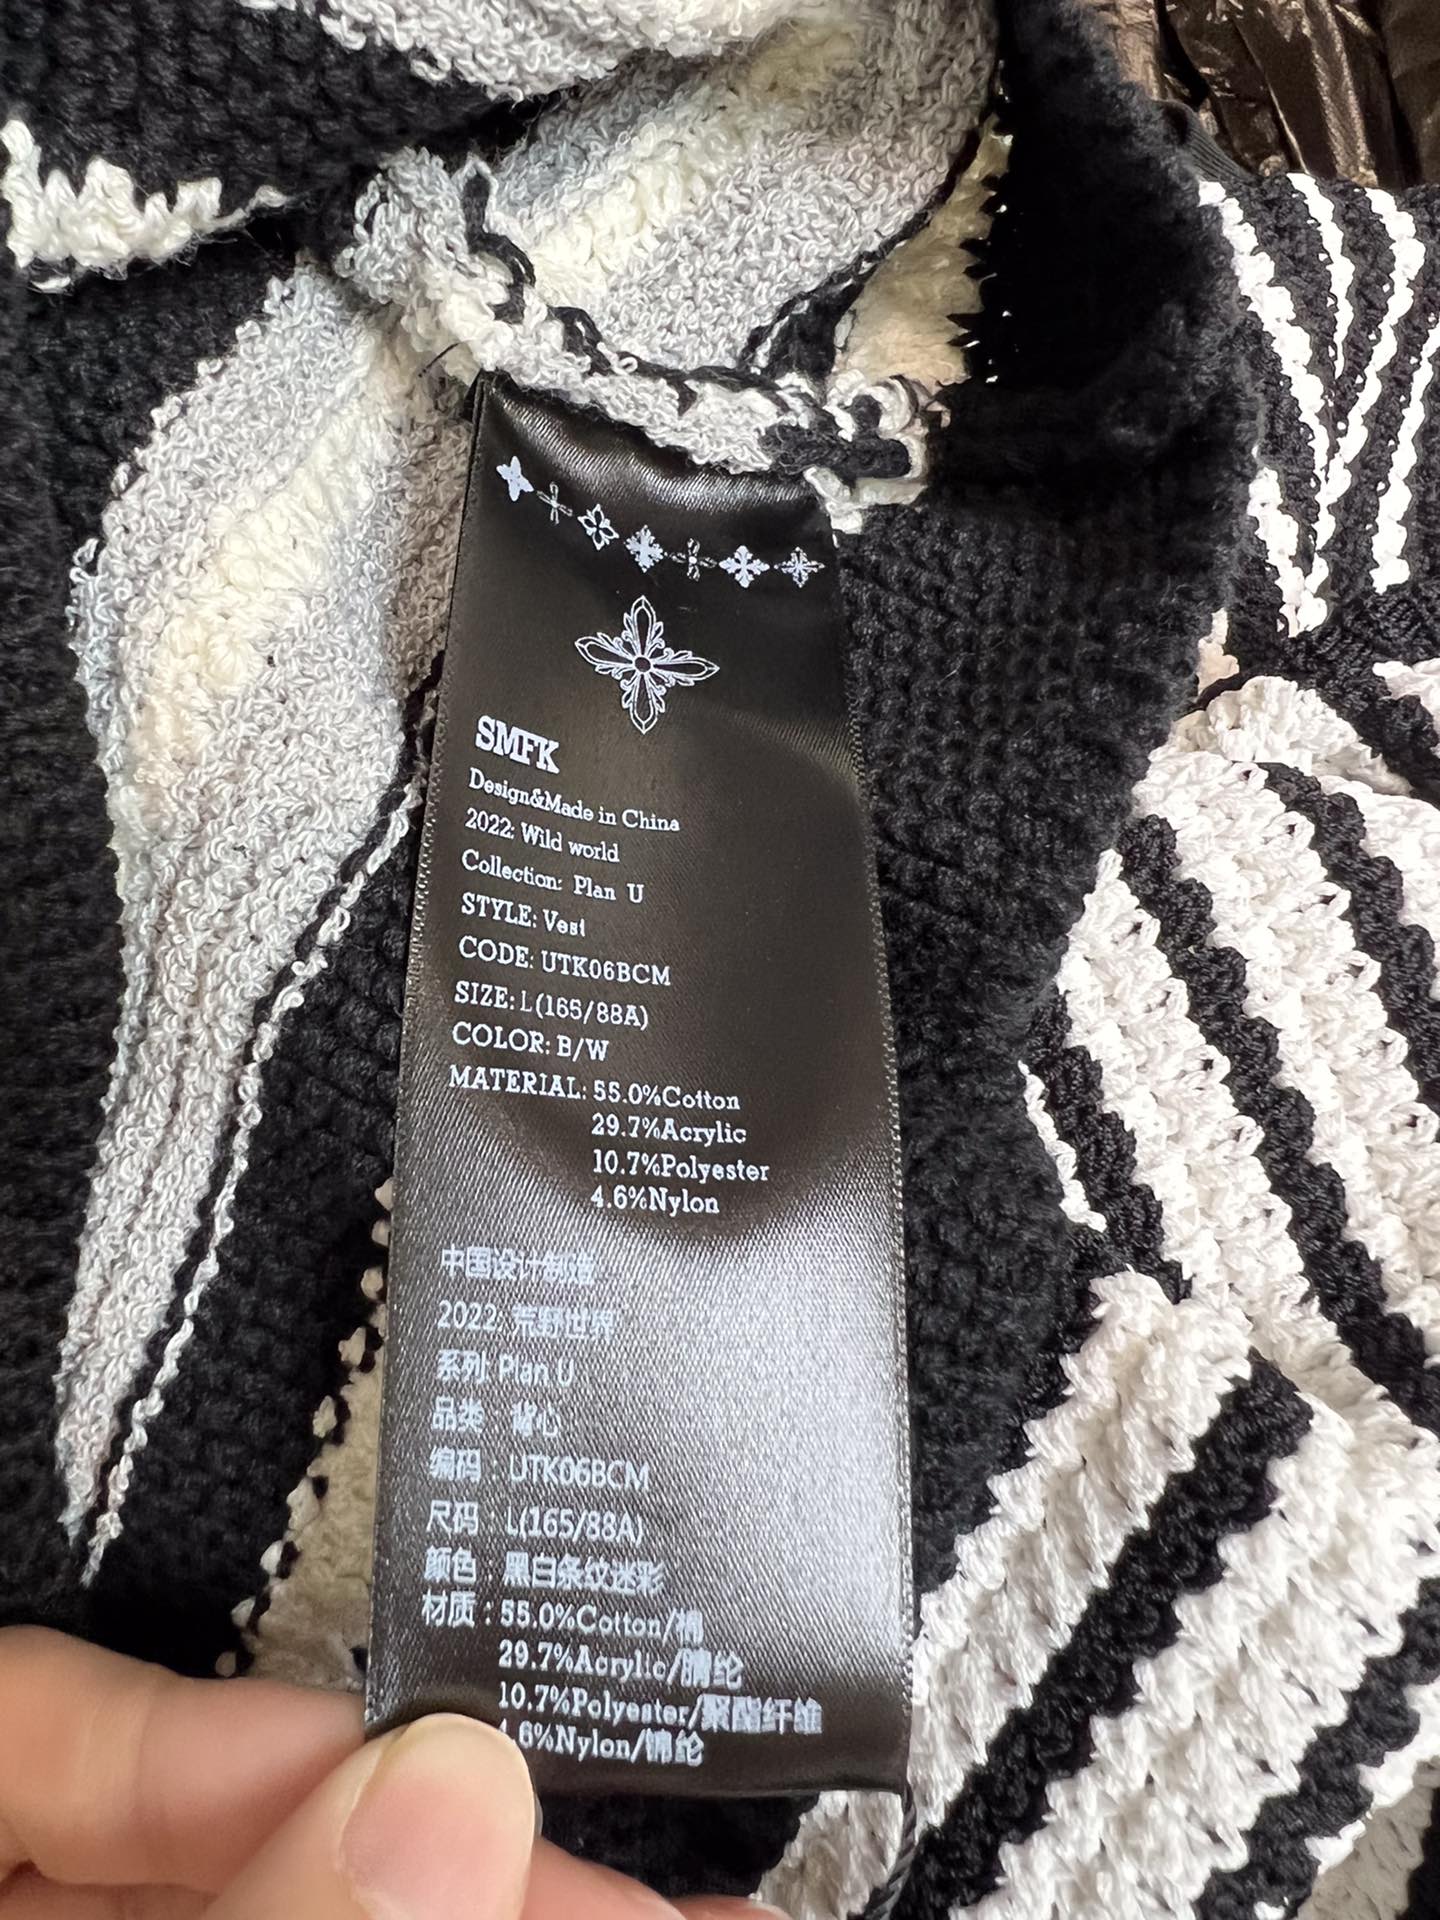 SMFK
Design&Made in China
2022: Wild world
Collection: Plan U
STYLE: Vest
CODE: UTK06BCM
SIZE: L(165/88A)
COLOR: B/W
MATERIAL: 55.0%Cotton
29.7%Acrylic
10.7%Polyester
4.6%Nylon
中国设计制造
2022: 荒野世界
系列: Plan U
品类：背心
编码：UTK06BCM
尺码：L(165/88A)
颜色：黑白条纹迷彩
材质：55.0%Cotton/棉
29.7%Acrylic/腈纶
10.7%Polyester/聚酯纤维
4.6%Nylon/锦纶